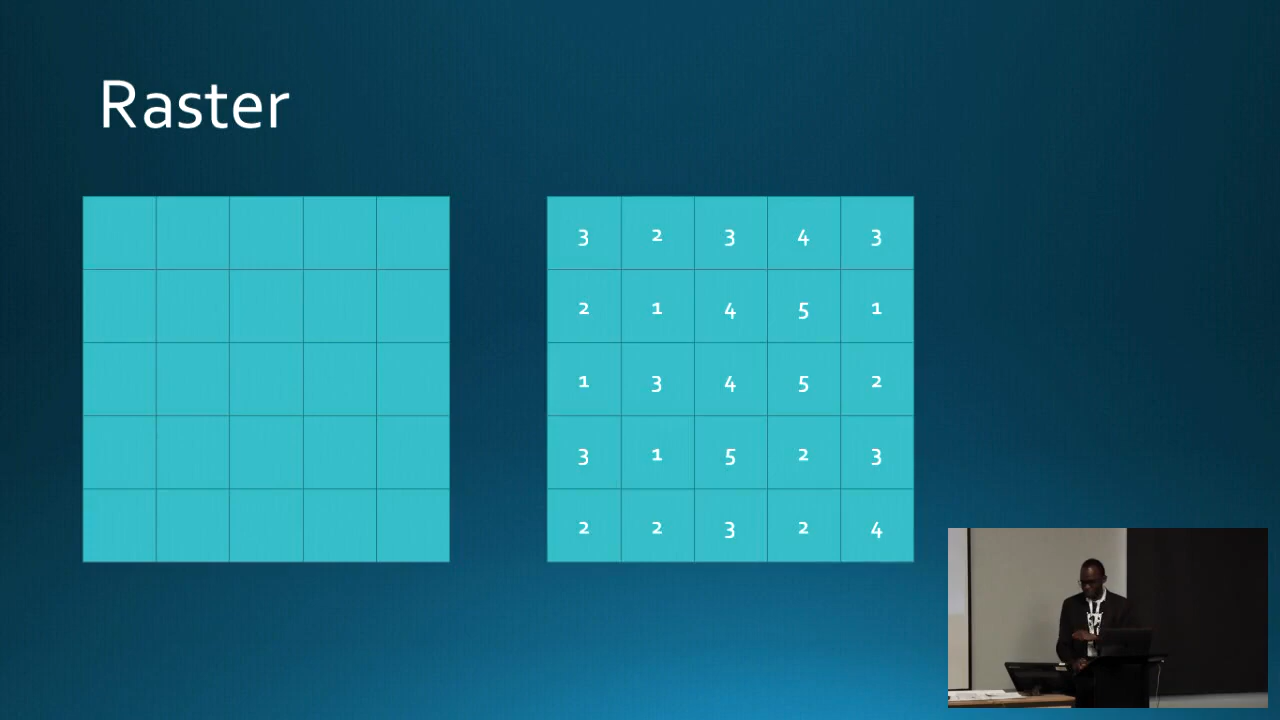 Raster
3 2 3 4 3
2 1 4 5 1
1 3 4 5 2
3 1 5 2 3
2 2 3 2 4